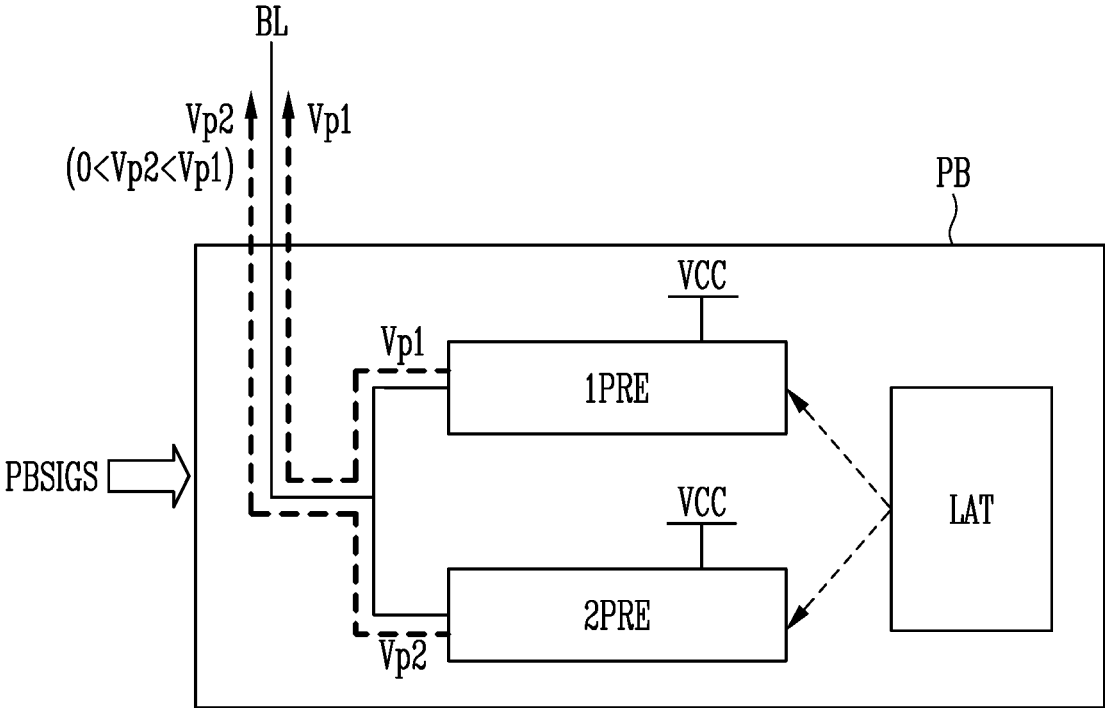 BL
Vp2
Vp1
(0<Vp2<Vp1)
PB
VCC
Vp1
1PRE
PBSIGS
VCC
LAT
2PRE
Vp2